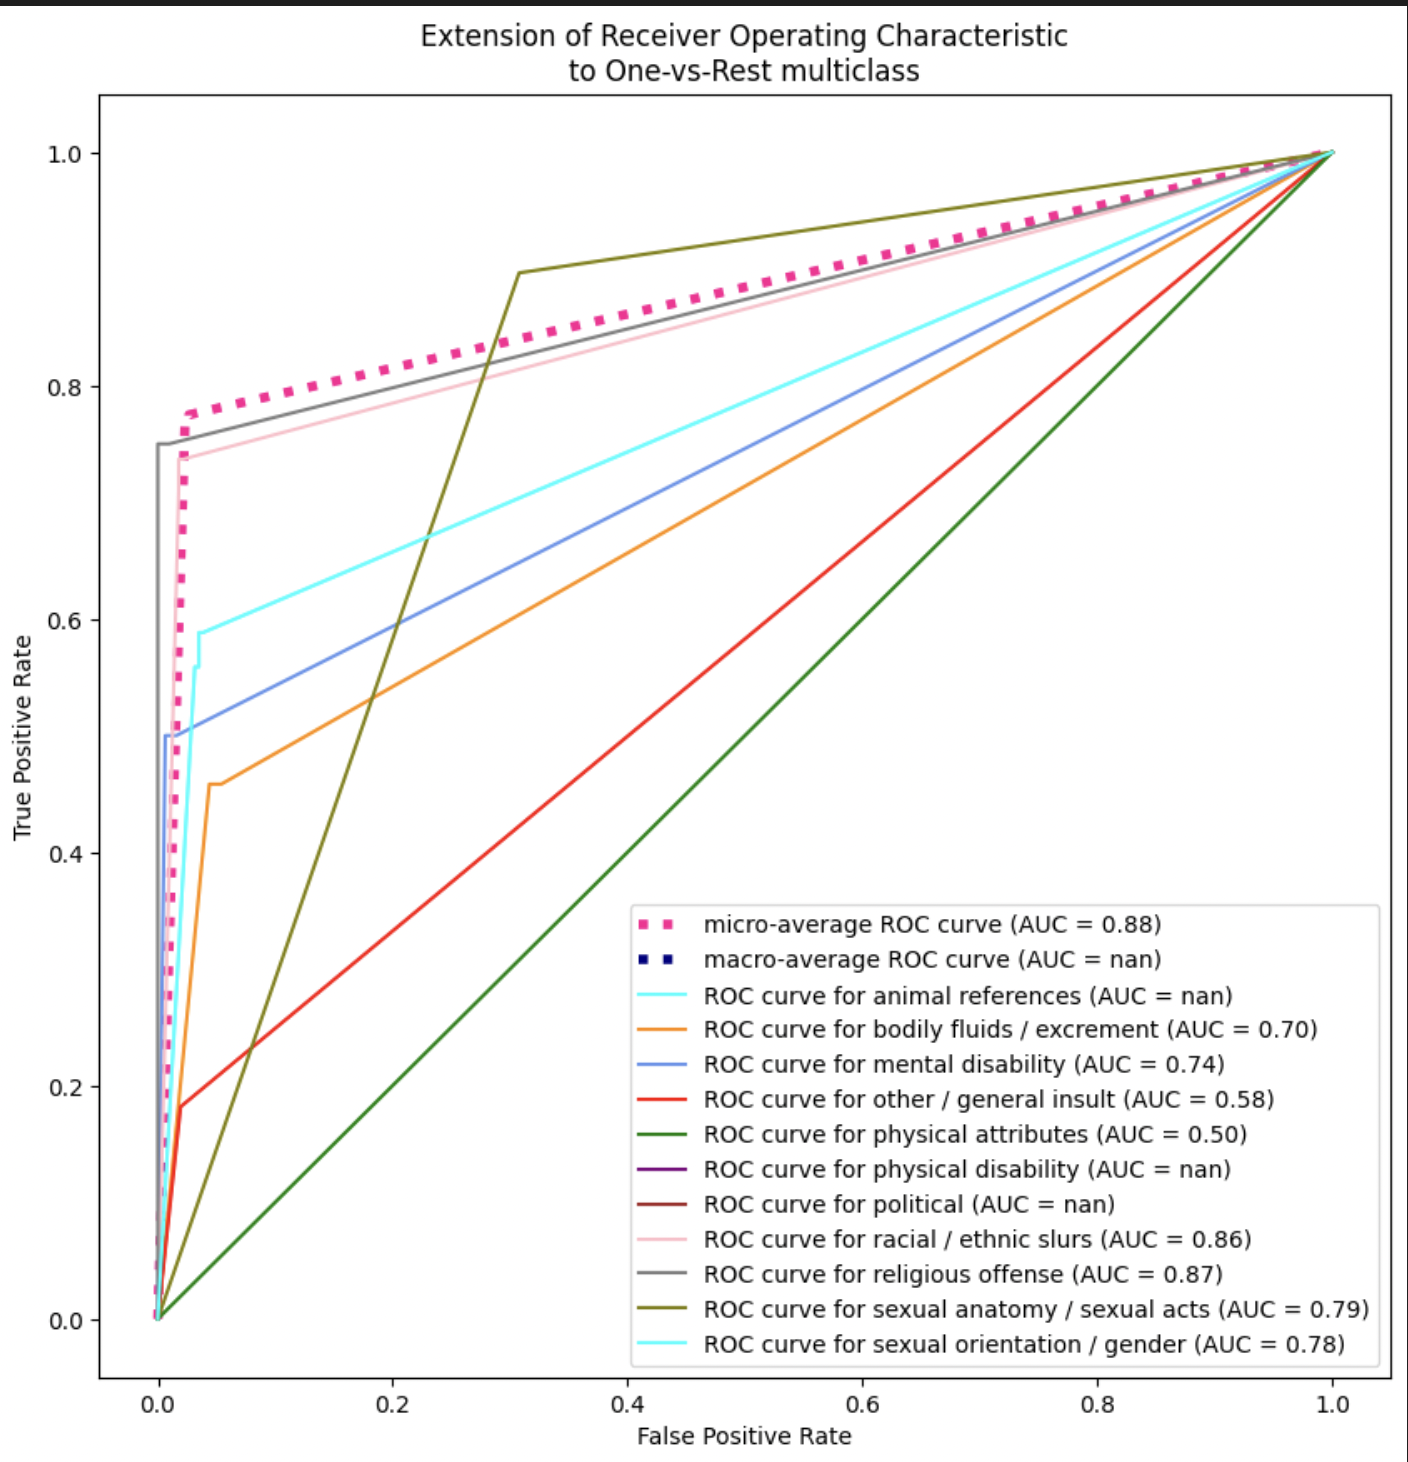 Extension of Receiver Operating Characteristic
to One-vs-Rest multiclass
True Positive Rate
1.0
0.8
0.6
0.4
0.2
0.0
micro-average ROC curve (AUC = 0.88)
macro-average ROC curve (AUC = nan)
ROC curve for animal references (AUC = nan)
ROC curve for bodily fluids / excrement (AUC = 0.70)
ROC curve for mental disability (AUC = 0.74)
ROC curve for other / general insult (AUC = 0.58)
ROC curve for physical attributes (AUC = 0.50)
ROC curve for physical disability (AUC = nan)
ROC curve for political (AUC = nan)
ROC curve for racial / ethnic slurs (AUC = 0.86)
ROC curve for religious offense (AUC = 0.87)
ROC curve for sexual anatomy / sexual acts (AUC = 0.79)
ROC curve for sexual orientation / gender (AUC = 0.78)
0.0 0.2 0.4 0.6 0.8 1.0
False Positive Rate